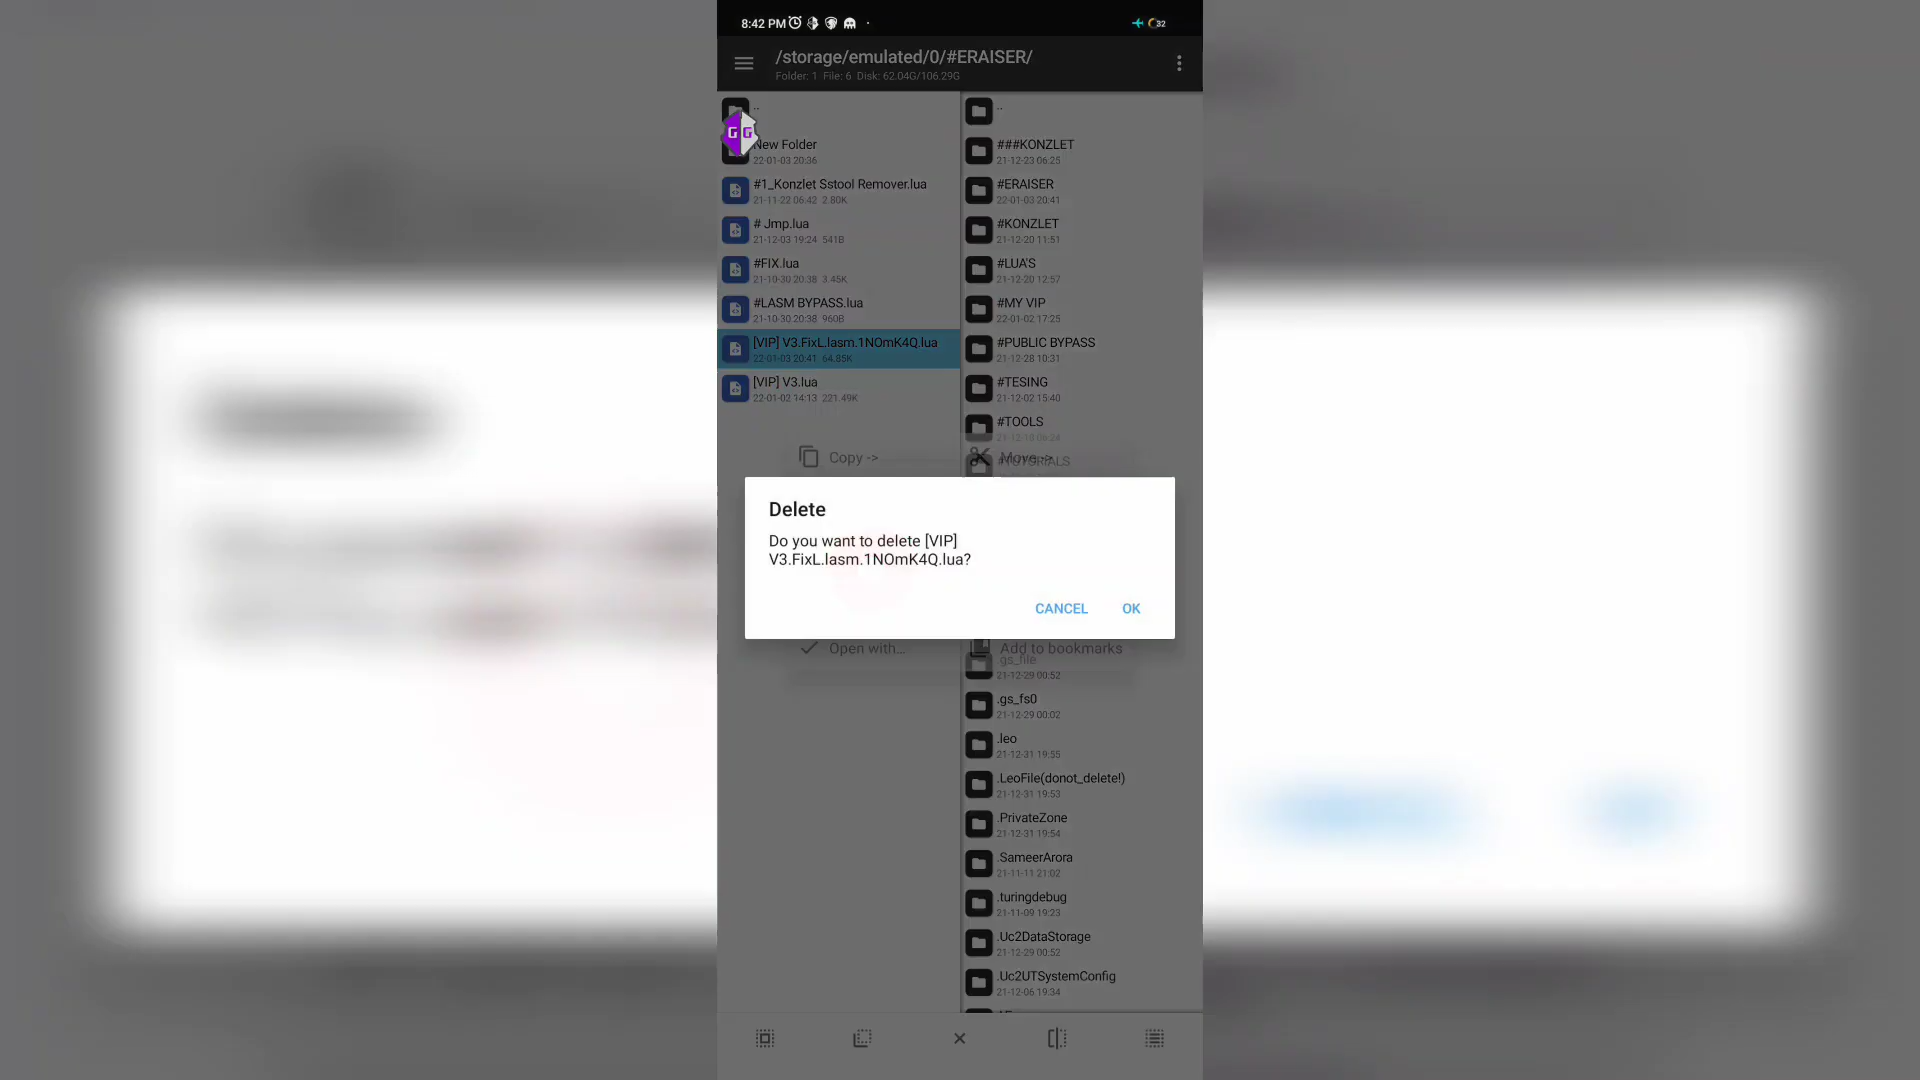 8:42 PM
32
/storage/emulated/0/#ERAISER/
Folder: 1 File: 6 Disk: 62.04G/106.29G
..
GG
New Folder
22-01-03 20:36
#1_Konzlet Sstool Remover.lua
21-11-22 06:42 2.80K
# Jmp.lua
21-12-03 19:24 541B
#FIX.lua
21-10-30 20:38 3.45K
#LASM BYPASS.lua
21-10-30 20:38 960B
[VIP] V3.FixL.lasm.1NOmK4Q.lua
22-01-03 20:41 64.85K
[VIP] V3.lua
22-01-02 14:13 221.49K
..
###KONZLET
21-12-23 06:25
#ERAISER
22-01-03 20:41
#KONZLET
21-12-20 11:51
#LUA'S
21-12-20 12:57
#MY VIP
22-01-02 17:25
#PUBLIC BYPASS
21-12-28 10:31
#TESING
21-12-02 15:40
#TOOLS
21-12-18 06:24
#TUTORIALS
Copy ->
Move ->
Delete
Do you want to delete [VIP]
V3.FixL.lasm.1NOmK4Q.lua?
CANCEL
OK
Open with...
Add to bookmarks
.gs_file
21-12-29 00:52
.gs_fs0
21-12-29 00:02
.leo
21-12-31 19:55
.LeoFile(donot_delete!)
21-12-31 19:53
.PrivateZone
21-12-31 19:54
.SameerArora
21-11-11 21:02
.turingdebug
21-11-09 19:23
.Uc2DataStorage
21-12-29 00:52
.Uc2UTSystemConfig
21-12-06 19:34